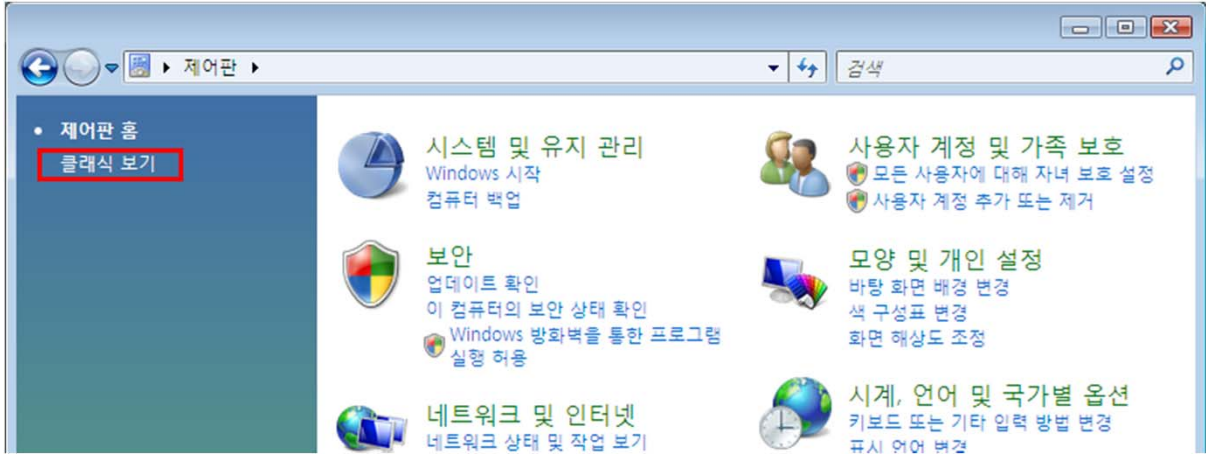 제어판
검색
제어판 홈
클래식 보기
시스템 및 유지 관리
Windows 시작
컴퓨터 백업
보안
업데이트 확인
이 컴퓨터의 보안 상태 확인
Windows 방화벽을 통한 프로그램
실행 허용
네트워크 및 인터넷
네트워크 상태 및 작업 보기
사용자 계정 및 가족 보호
모든 사용자에 대해 자녀 보호 설정
사용자 계정 추가 또는 제거
모양 및 개인 설정
바탕 화면 배경 변경
색 구성표 변경
화면 해상도 조정
시계, 언어 및 국가별 옵션
키보드 또는 기타 입력 방법 변경
표시 언어 변경